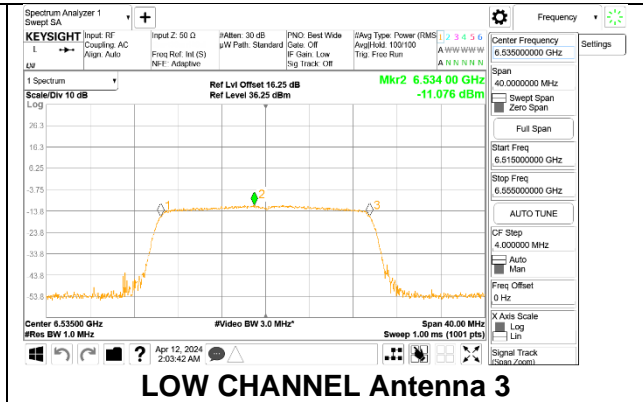 Spectrum Analyzer 1
Swept SA
+
Frequency
KEYSIGHT
L
Input: RF
Coupling: AC
Align: Auto
Input Z: 50 Ω
Freq Ref: Int (S)
NFE: Adaptive
#Atten: 30 dB
µW Path: Standard
PNO: Best Wide
Gate: Off
IF Gain: Low
Sig Track: Off
#Avg Type: Power (RMS
Avg|Hold: 100/100
Trig: Free Run
1 2 3 4 5 6
A W W W W W
A N N N N N
Center Frequency
6.535000000 GHz
Settings
1 Spectrum
Scale/Div 10 dB
Log
Ref Lvl Offset 16.25 dB
Ref Level 36.25 dBm
Mkr2 6.534 00 GHz
-11.076 dBm
Span
40.0000000 MHz
Swept Span
Zero Span
Full Span
Start Freq
6.515000000 GHz
Stop Freq
6.555000000 GHz
AUTO TUNE
CF Step
4.000000 MHz
Auto
Man
Freq Offset
0 Hz
X Axis Scale
Log
Lin
Signal Track
(Span Zoom)
26.3
16.3
6.25
-3.75
-13.8
-23.8
-33.8
-43.8
-53.8
1
2
3
Center 6.53500 GHz
#Res BW 1.0 MHz
#Video BW 3.0 MHz*
Span 40.00 MHz
Sweep 1.00 ms (1001 pts)
?
Apr 12, 2024
2:03:42 AM
LOW CHANNEL Antenna 3